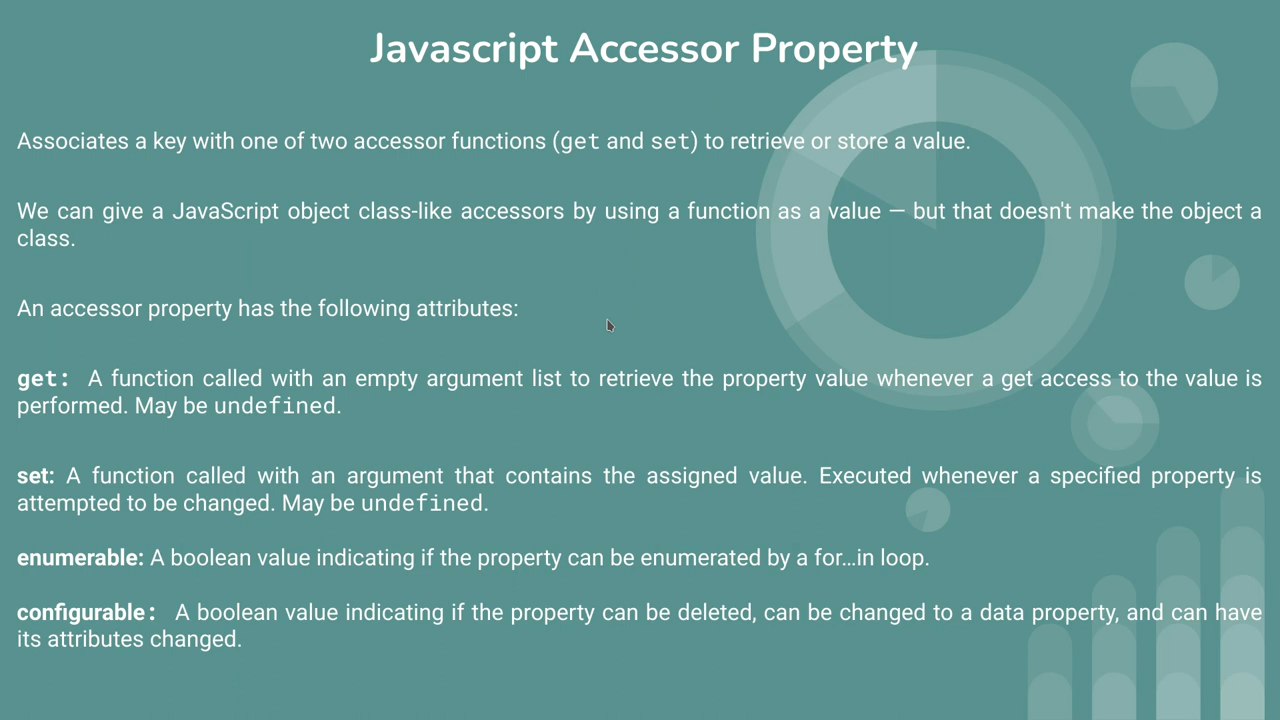 Javascript Accessor Property
Associates a key with one of two accessor functions (get and set) to retrieve or store a value.
We can give a JavaScript object class-like accessors by using a function as a value — but that doesn't make the object a
class.
An accessor property has the following attributes:
get: A function called with an empty argument list to retrieve the property value whenever a get access to the value is
performed. May be undefined.
set: A function called with an argument that contains the assigned value. Executed whenever a specified property is
attempted to be changed. May be undefined.
enumerable: A boolean value indicating if the property can be enumerated by a for…in loop.
configurable: A boolean value indicating if the property can be deleted, can be changed to a data property, and can have
its attributes changed.